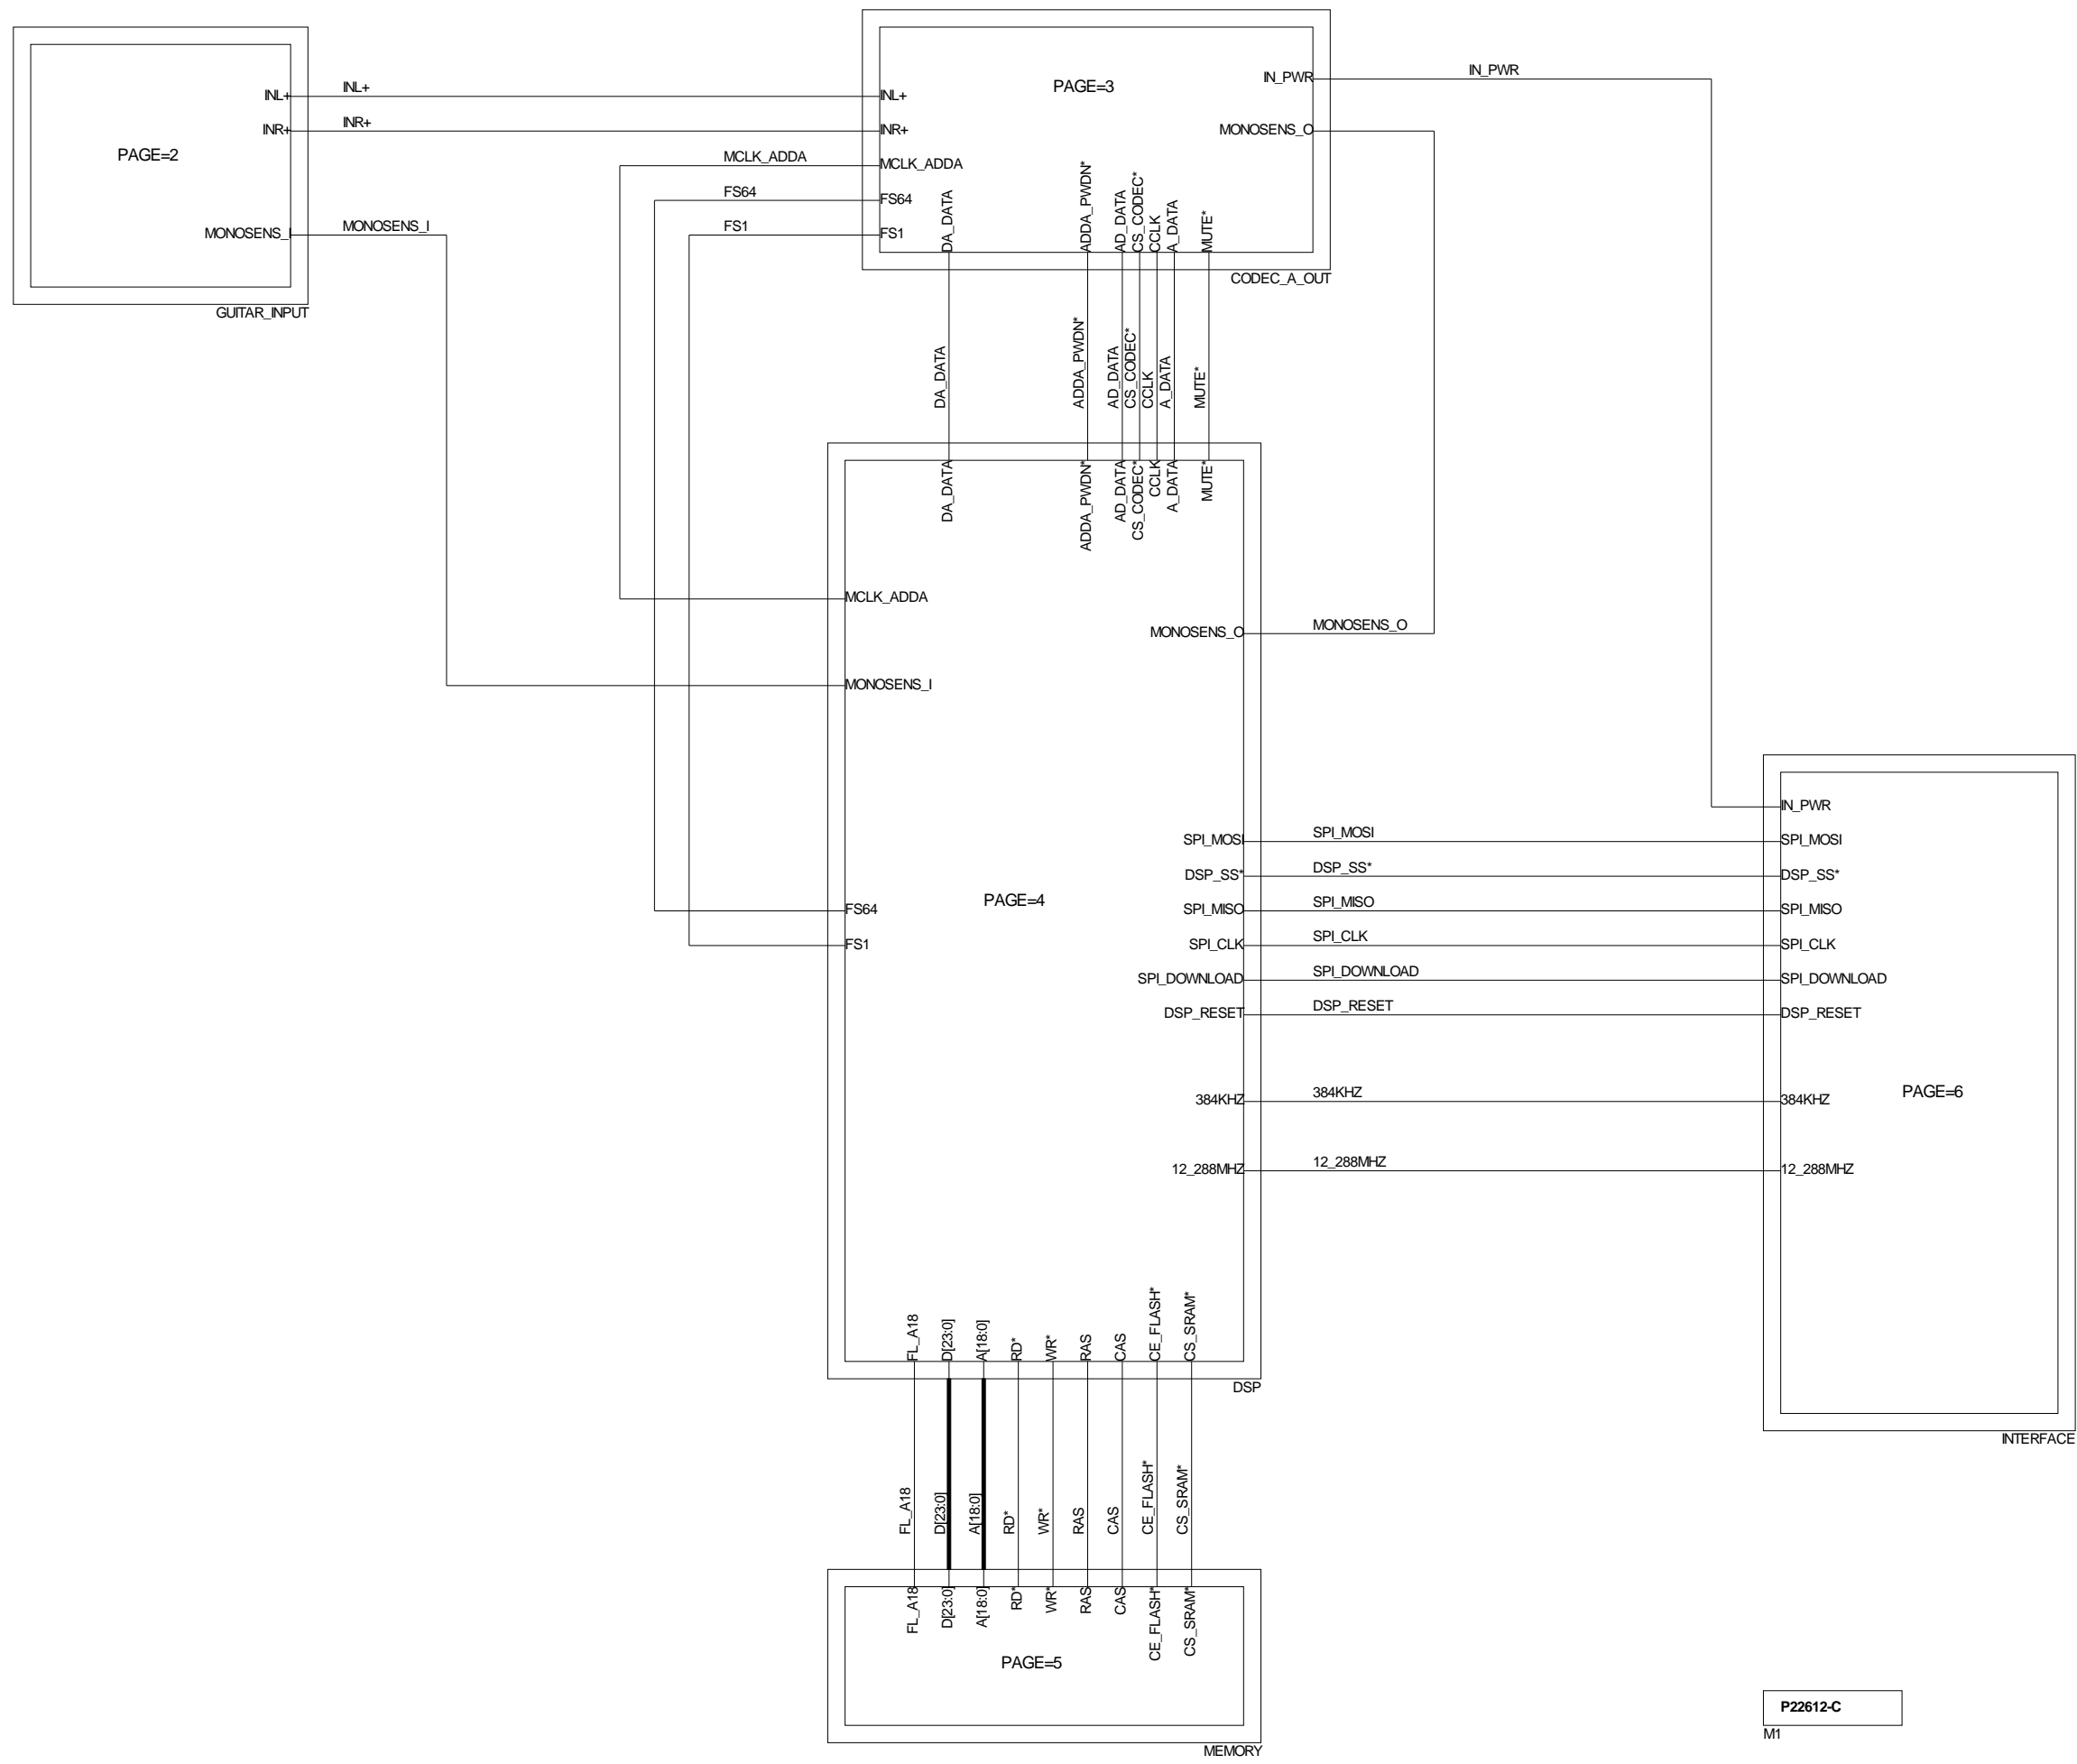 INL+
INR+
PAGE=2
MONOSENS_I
GUITAR_INPUT
INL+
INR+
MONOSENS_I
MCLK_ADDA
FS64
FS1
PAGE=3
INL+
INR+
MCLK_ADDA
FS64
FS1
IN_PWR
MONOSENS_O
DA_DATA
ADDA_PWDN*
AD_DATA
CS_CODEC*
CCLK
A_DATA
MUTE*
CODEC_A_OUT
IN_PWR
DA_DATA
ADDA_PWDN*
AD_DATA
CS_CODEC*
CCLK
A_DATA
MUTE*
DA_DATA
ADDA_PWDN*
AD_DATA
CS_CODEC*
CCLK
A_DATA
MUTE*
MCLK_ADDA
MONOSENS_I
FS64
FS1
PAGE=4
MONOSENS_O
SPI_MOSI
DSP_SS*
SPI_MISO
SPI_CLK
SPI_DOWNLOAD
DSP_RESET
384KHZ
12_288MHZ
FL_A18
D[23:0]
A[18:0]
RD*
WR*
RAS
CAS
CE_FLASH*
CS_SRAM*
DSP
MONOSENS_O
SPI_MOSI
DSP_SS*
SPI_MISO
SPI_CLK
SPI_DOWNLOAD
DSP_RESET
384KHZ
12_288MHZ
IN_PWR
SPI_MOSI
DSP_SS*
SPI_MISO
SPI_CLK
SPI_DOWNLOAD
DSP_RESET
PAGE=6
384KHZ
12_288MHZ
INTERFACE
FL_A18
D[23:0]
A[18:0]
RD*
WR*
RAS
CAS
CE_FLASH*
CS_SRAM*
FL_A18
D[23:0]
A[18:0]
RD*
WR*
RAS
CAS
CE_FLASH*
CS_SRAM*
PAGE=5
MEMORY
P22612-C
M1